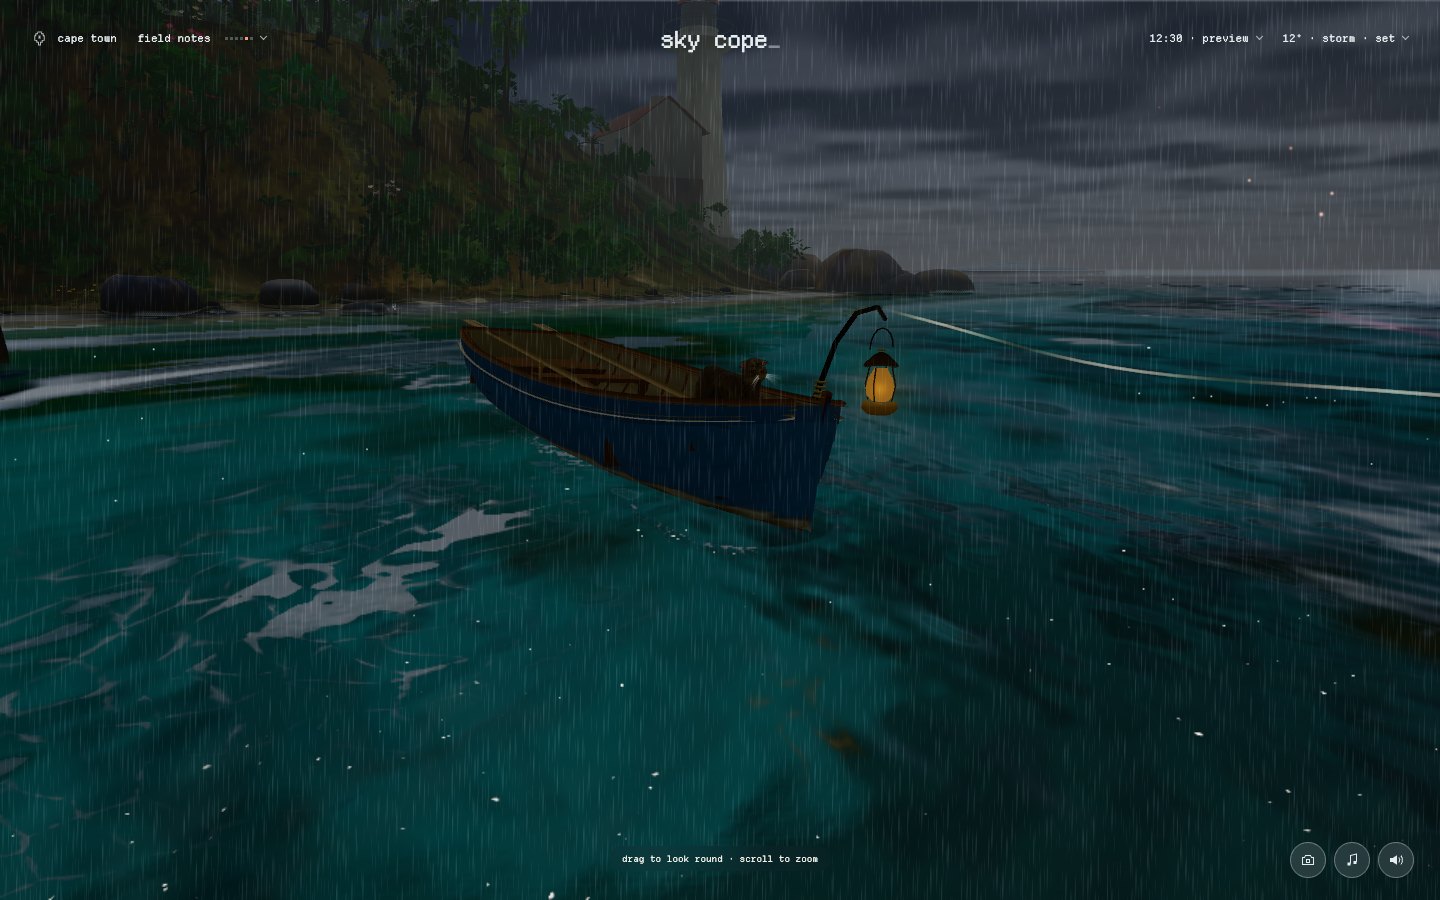 cape town
field notes
sky cope_
12:30 · preview
12° · storm · set
drag to look round · scroll to zoom